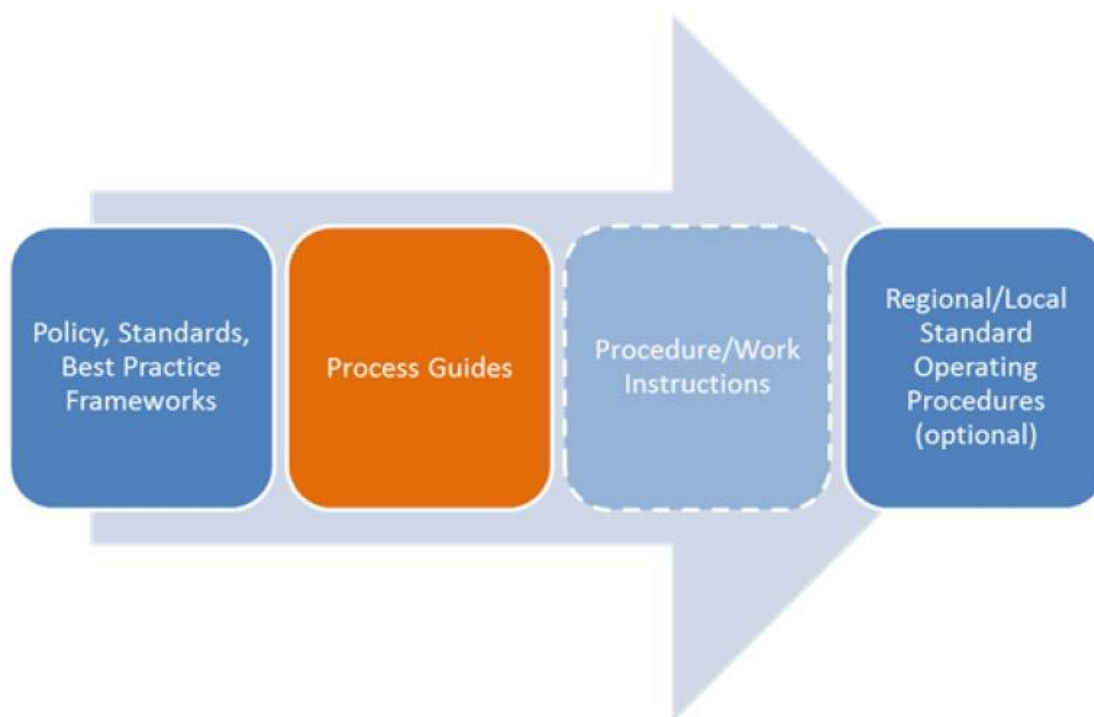 Policy, Standards,
Best Practice
Frameworks
Process Guides
Procedure/Work
Instructions
Regional/Local
Standard
Operating
Procedures
(optional)